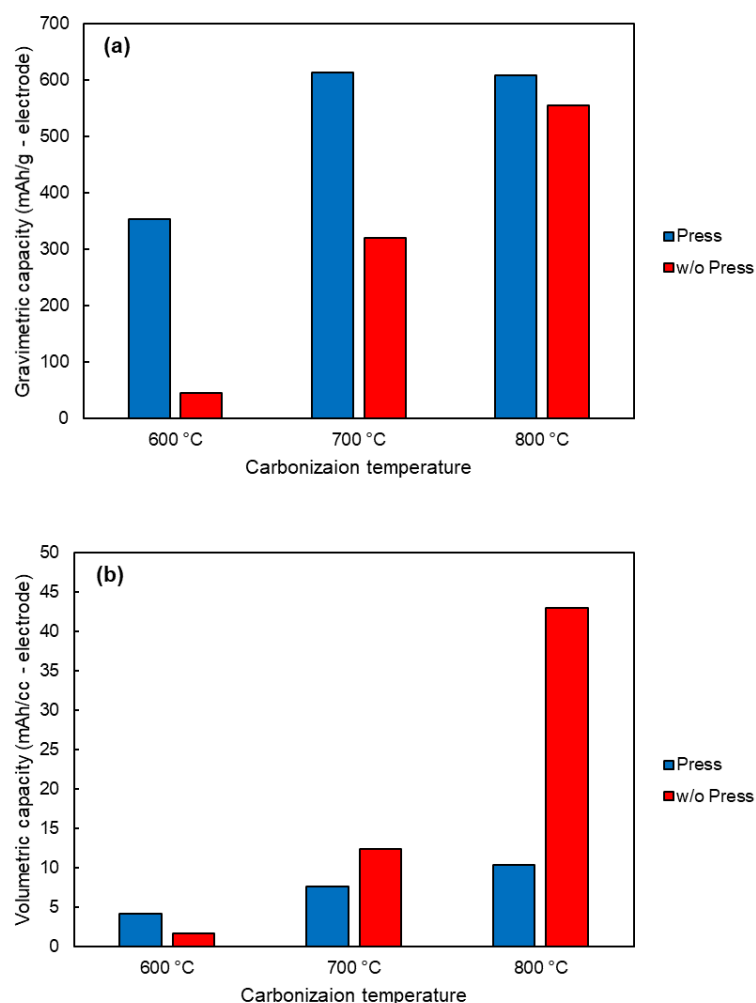 (a)
Gravimetric capacity (mAh/g - electrode)
700
600
500
400
300
200
100
0
600 °C
700 °C
800 °C
Carbonizaion temperature
Press
w/o Press
(b)
Volumetric capacity (mAh/cc - electrode)
50
45
40
35
30
25
20
15
10
5
0
600 °C
700 °C
800 °C
Carbonizaion temperature
Press
w/o Press